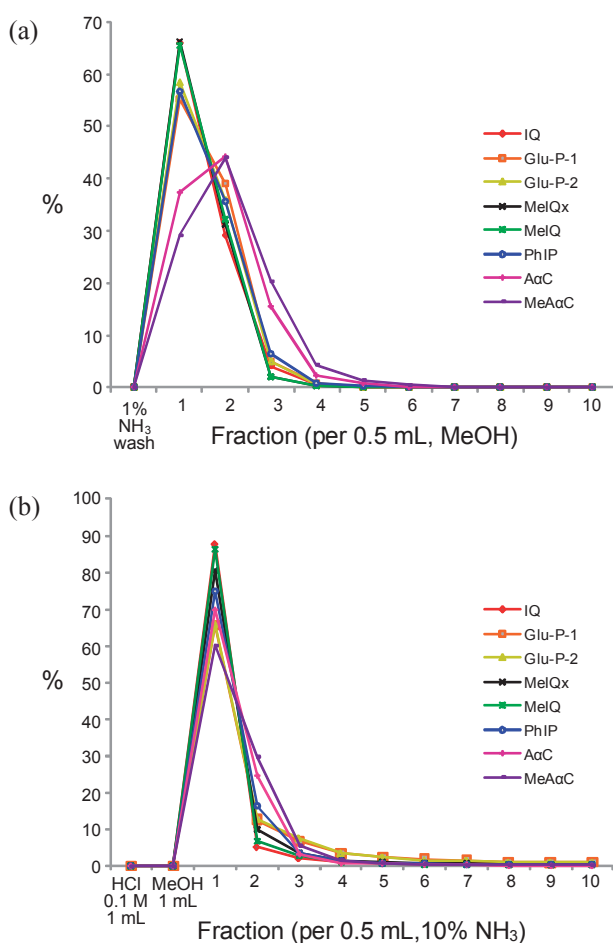 (a)
70
60
50
40
30
20
10
0
%
IQ
Glu-P-1
Glu-P-2
MeIQx
MeIQ
PhIP
AαC
MeAαC
1% NH₃ wash
1 2 3 4 5 6 7 8 9 10
Fraction (per 0.5 mL, MeOH)
(b)
100
90
80
70
60
50
40
30
20
10
0
%
IQ
Glu-P-1
Glu-P-2
MeIQx
MeIQ
PhIP
AαC
MeAαC
HCl MeOH 1 2 3 4 5 6 7 8 9 10
0.1 M 1 mL
1 mL
Fraction (per 0.5 mL,10% NH₃)